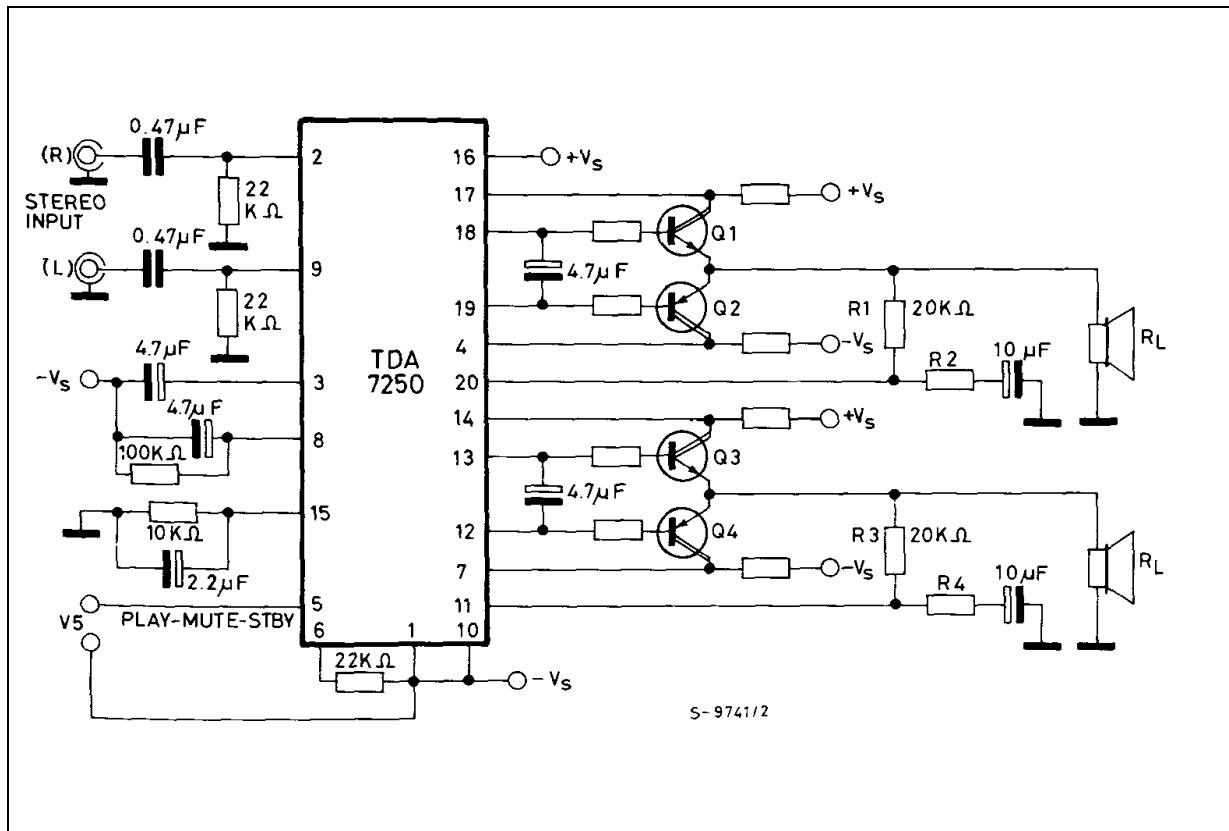 0.47μF
(R)
STEREO
INPUT
22
KΩ
0.47μF
(L)
22
KΩ
4.7μF
-Vs
4.7μF
100KΩ
10KΩ
2.2μF
V5
PLAY-MUTE-STBY
2
9
3
8
15
5
6
1
10
TDA
7250
16
17
18
19
4
20
14
13
12
7
11
22KΩ
-Vs
+Vs
+Vs
Q1
4.7μF
Q2
-Vs
R1
20KΩ
R2
10μF
RL
+Vs
Q3
4.7μF
Q4
-Vs
R3
20KΩ
R4
10μF
RL
S-9741/2